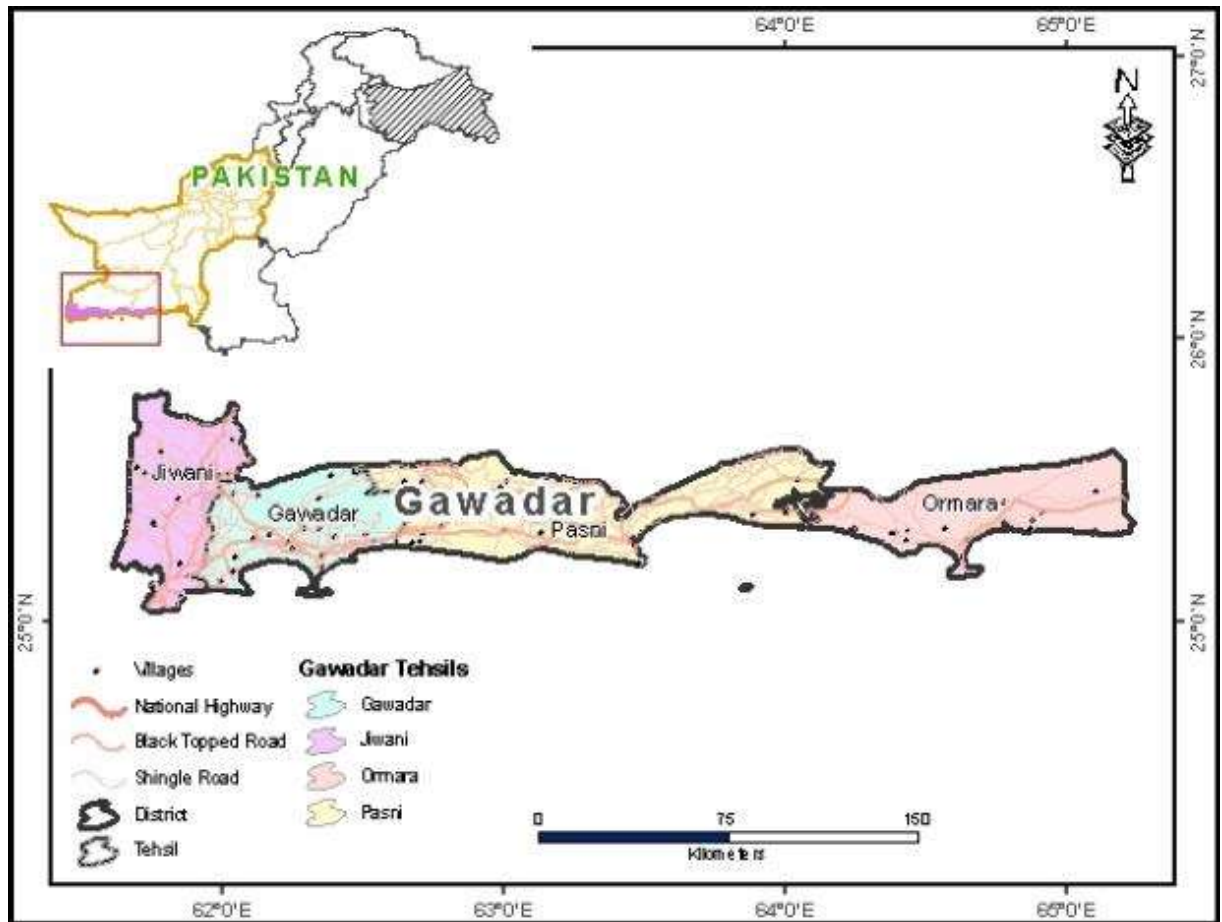 64°0'E 65°0'E
27°0'N
N
PAKISTAN
26°0'N
Jiwani
Gawadar
Gawadar
Pasni
Ormara
25°0'N
25°0'N
Villages
National Highway
Black Topped Road
Shingle Road
District
Tehsil
Gawadar Tehsils
Gawadar
Jiwani
Ormara
Pasni
0 75 150
Kilometers
62°0'E 63°0'E 64°0'E 65°0'E